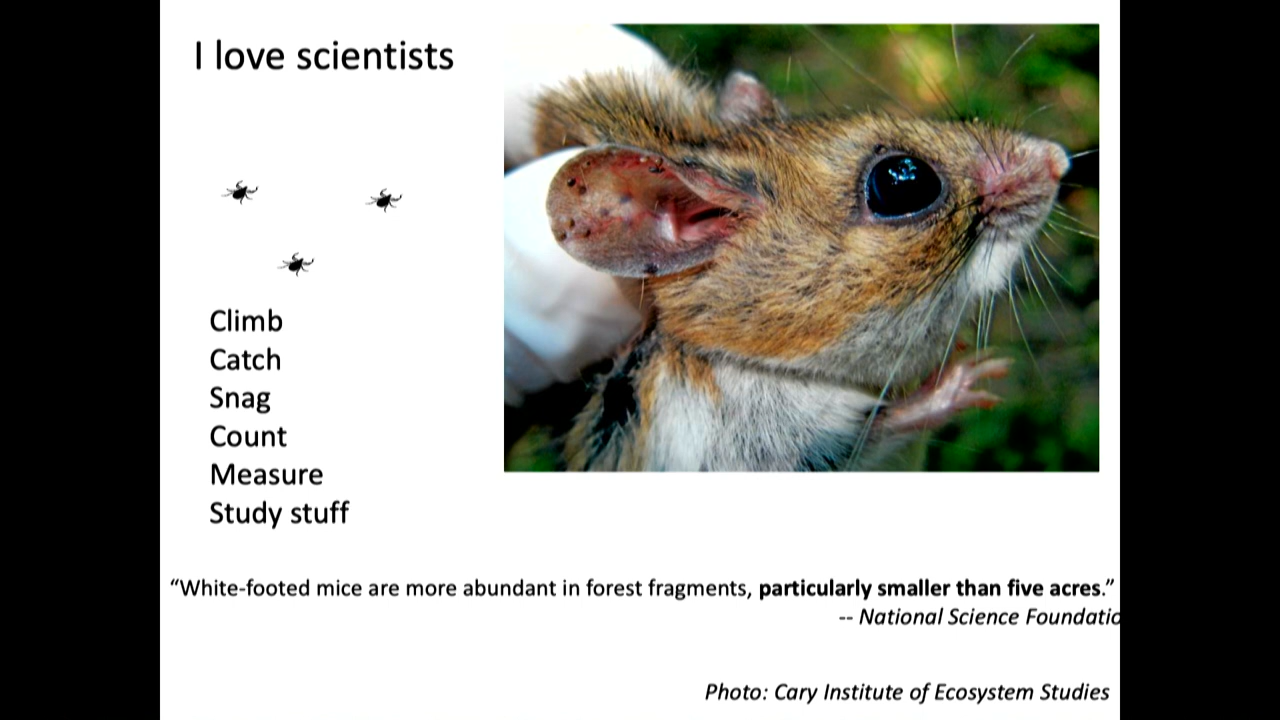 I love scientists
Climb
Catch
Snag
Count
Measure
Study stuff
“White-footed mice are more abundant in forest fragments, particularly smaller than five acres.”
-- National Science Foundatio
Photo: Cary Institute of Ecosystem Studies